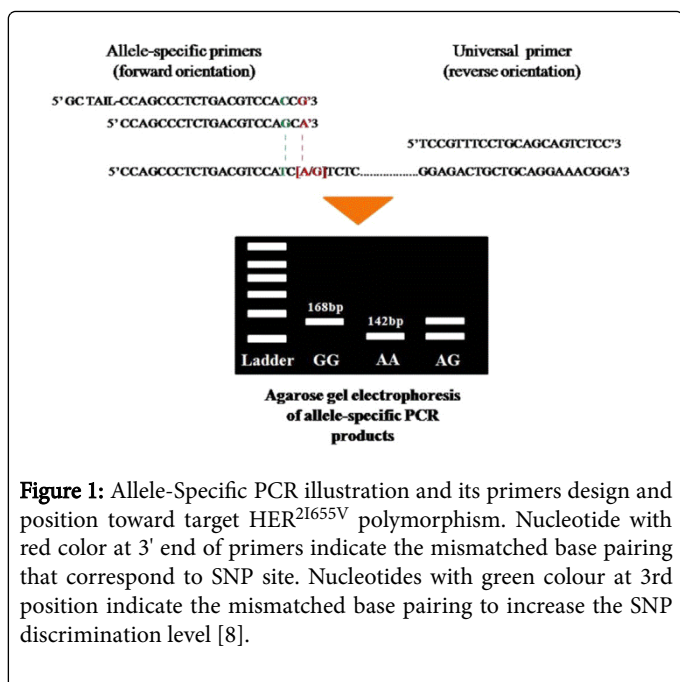 Allele-specific primers
(forward orientation)
Universal primer
(reverse orientation)
5'GC TAIL-CCAGCCCTCTGACGTCCACCG'3
5'CCAGCCCTCTGACGTCCAGCA'3
5'TCCGTTTCCTGCAGCAGTCTCC'3
5'CCAGCCCTCTGACGTCCATC[A/G]TCTC..................GGAGACTGCTGCAGGAAACGGA'3
168bp
142bp
Ladder GG AA AG
Agarose gel electrophoresis
of allele-specific PCR
products
Figure 1: Allele-Specific PCR illustration and its primers design and
position toward target HER2I655V polymorphism. Nucleotide with
red color at 3' end of primers indicate the mismatched base pairing
that correspond to SNP site. Nucleotides with green colour at 3rd
position indicate the mismatched base pairing to increase the SNP
discrimination level [8].